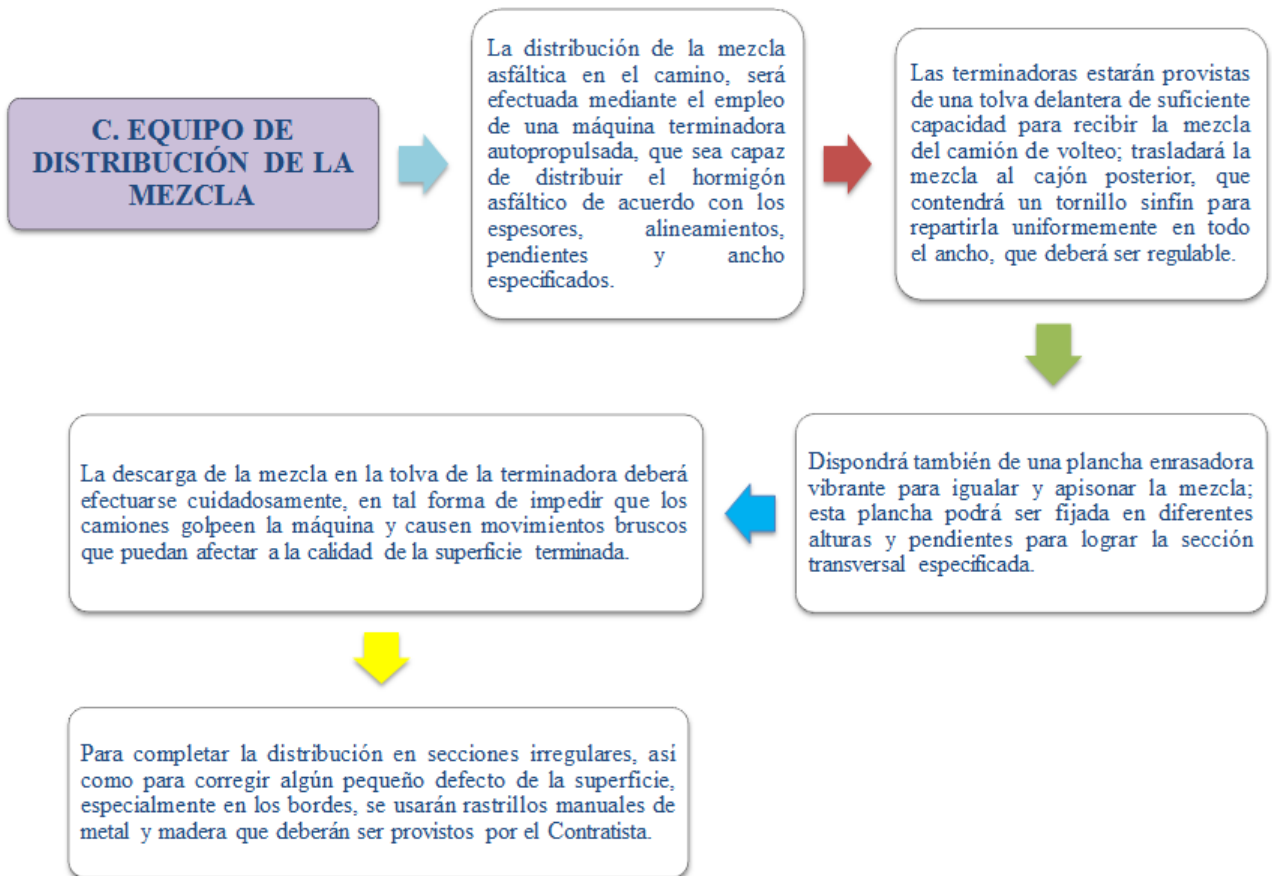 C. EQUIPO DE
DISTRIBUCIÓN DE LA
MEZCLA
La distribución de la mezcla
asfáltica en el camino, será
efectuada mediante el empleo
de una máquina terminadora
autopropulsada, que sea capaz
de distribuir el hormigón
asfáltico de acuerdo con los
espesores, alineamientos,
pendientes y ancho
especificados.
Las terminadoras estarán provistas
de una tolva delantera de suficiente
capacidad para recibir la mezcla
del camión de volteo; trasladará la
mezcla al cajón posterior, que
contendrá un tornillo sinfín para
repartirla uniformemente en todo
el ancho, que deberá ser regulable.
Dispondrá también de una plancha enrasadora
vibrante para igualar y apisonar la mezcla;
esta plancha podrá ser fijada en diferentes
alturas y pendientes para lograr la sección
transversal especificada.
La descarga de la mezcla en la tolva de la terminadora deberá
efectuarse cuidadosamente, en tal forma de impedir que los
camiones golpeen la máquina y causen movimientos bruscos
que puedan afectar a la calidad de la superficie terminada.
Para completar la distribución en secciones irregulares, así
como para corregir algún pequeño defecto de la superficie,
especialmente en los bordes, se usarán rastrillos manuales de
metal y madera que deberán ser provistos por el Contratista.